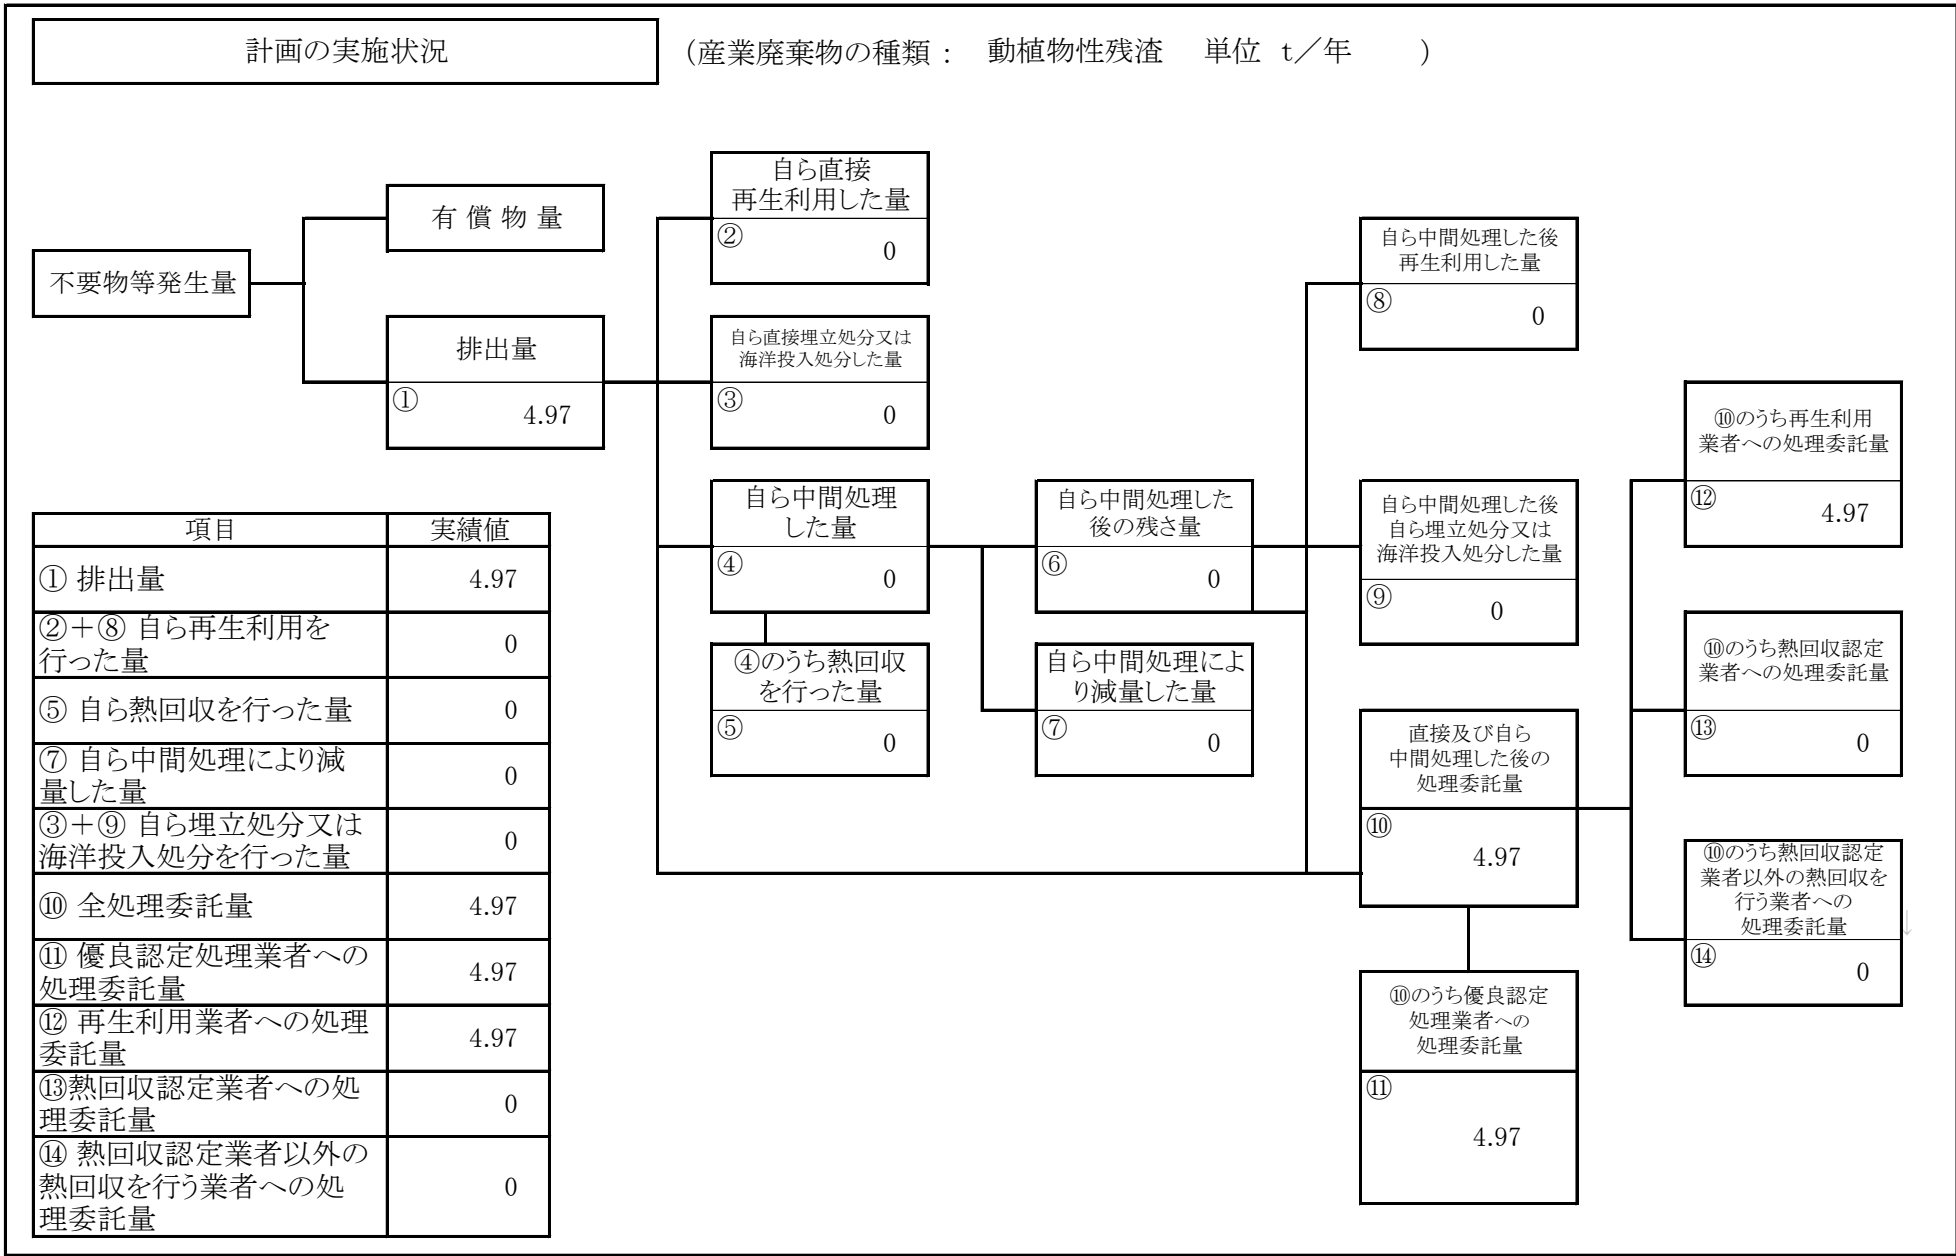 計画の実施状況
（産業廃棄物の種類： 動植物性残渣 単位 t／年 ）
不要物等発生量
有 償 物 量
排出量
①
4.97
自ら直接
再生利用した量
②
0
自ら直接埋立処分又は
海洋投入処分した量
③
0
自ら中間処理
した量
④
0
④のうち熱回収
を行った量
⑤
0
自ら中間処理した
後の残さ量
⑥
0
自ら中間処理によ
り減量した量
⑦
0
自ら中間処理した後
再生利用した量
⑧
0
自ら中間処理した後
自ら埋立処分又は
海洋投入処分した量
⑨
0
直接及び自ら
中間処理した後の
処理委託量
⑩
4.97
⑩のうち優良認定
処理業者への
処理委託量
⑪
4.97
⑩のうち再生利用
業者への処理委託量
⑫
4.97
⑩のうち熱回収認定
業者への処理委託量
⑬
0
⑩のうち熱回収認定
業者以外の熱回収を
行う業者への
処理委託量
↓
⑭
0
項目 実績値
① 排出量 4.97
②＋⑧ 自ら再生利用を
行った量 0
⑤ 自ら熱回収を行った量 0
⑦ 自ら中間処理により減
量した量 0
③＋⑨ 自ら埋立処分又は
海洋投入処分を行った量 0
⑩ 全処理委託量 4.97
⑪ 優良認定処理業者への
処理委託量 4.97
⑫ 再生利用業者への処理
委託量 4.97
⑬熱回収認定業者への処
理委託量 0
⑭ 熱回収認定業者以外の
熱回収を行う業者への処
理委託量 0